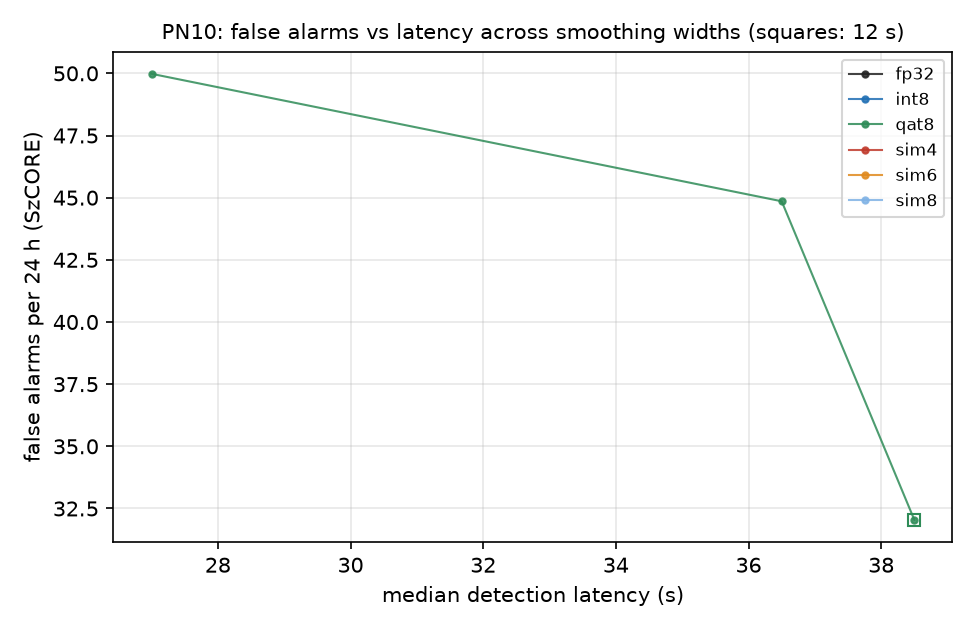 PN10: false alarms vs latency across smoothing widths (squares: 12 s)
fp32
int8
qat8
sim4
sim6
sim8
50.0
47.5
45.0
42.5
40.0
37.5
35.0
32.5
false alarms per 24 h (SzCORE)
28 30 32 34 36 38
median detection latency (s)